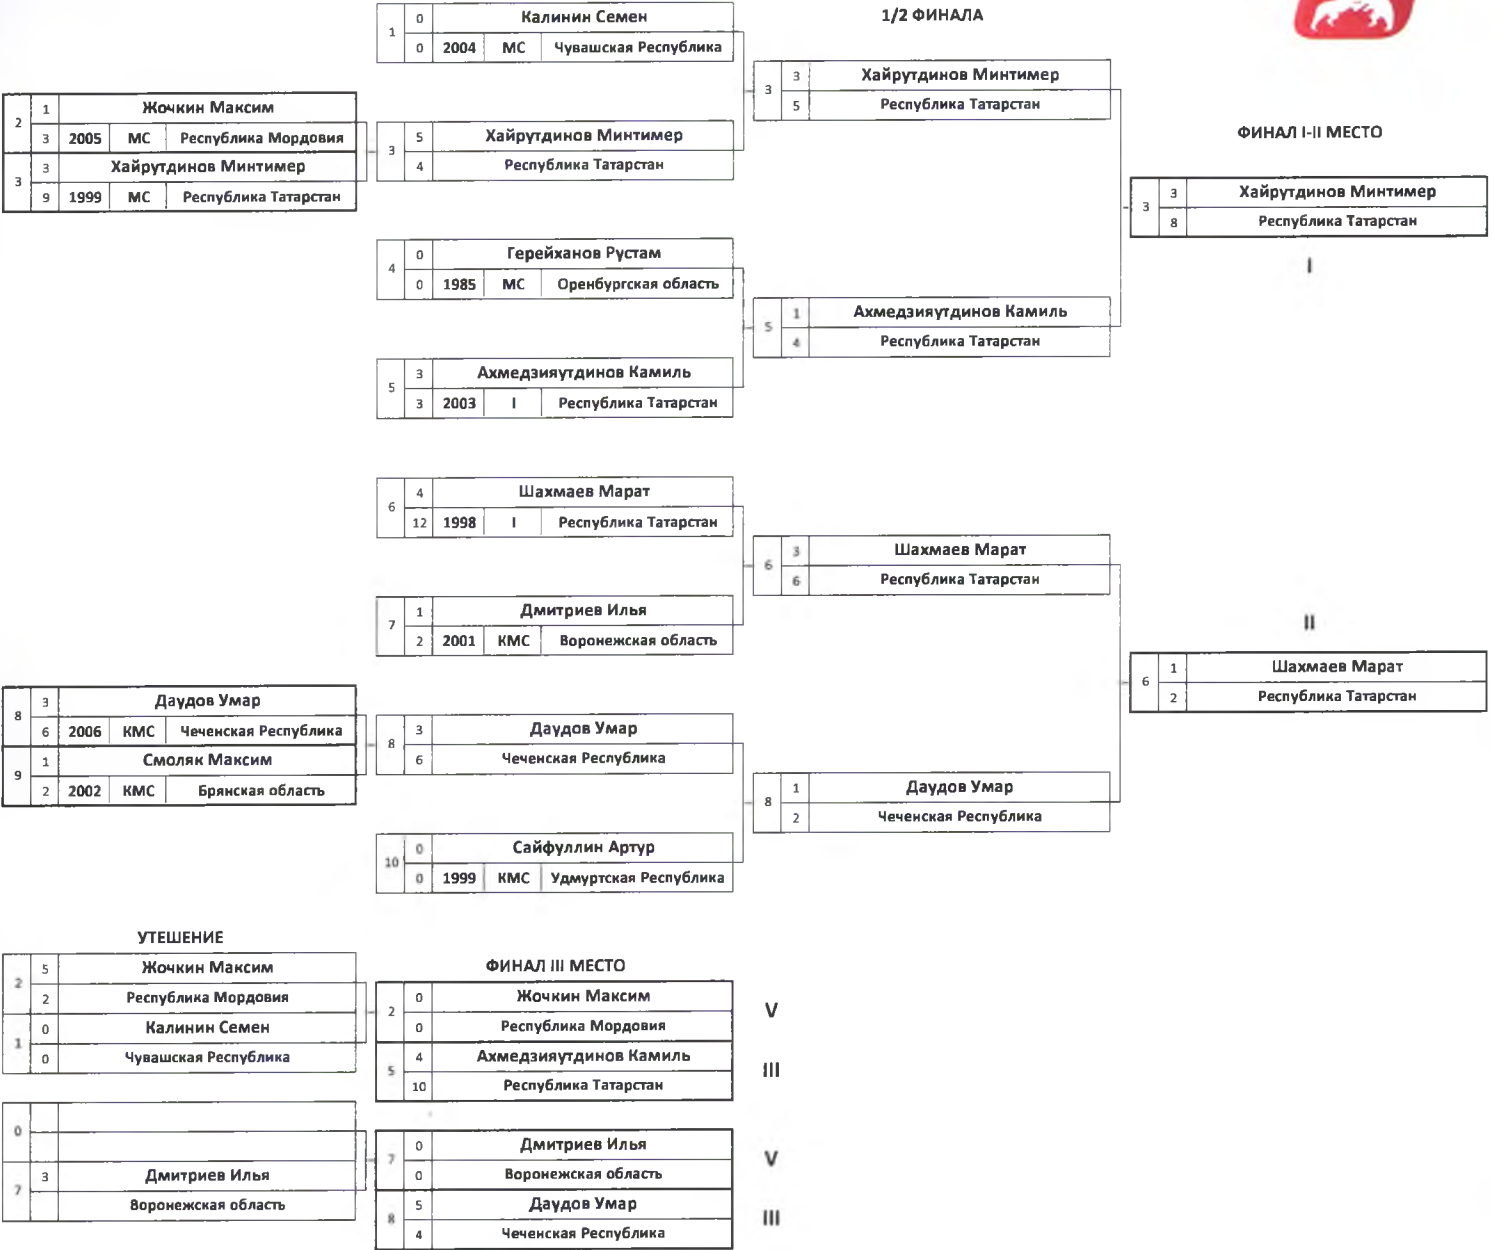 1/2 ФИНАЛА
1 0 Калинин Семен
0 2004 МС Чувашская Республика
3 3 Хайрутдинов Минтимер
5 Республика Татарстан
2 1 Жочкин Максим
3 2005 МС Республика Мордовия
3 3 Хайрутдинов Минтимер
9 1999 МС Республика Татарстан
3 5 Хайрутдинов Минтимер
4 Республика Татарстан
ФИНАЛ I-II МЕСТО
3 3 Хайрутдинов Минтимер
8 Республика Татарстан
I
4 0 Герейханов Рустам
0 1985 МС Оренбургская область
5 1 Ахмедзияутдинов Камиль
4 Республика Татарстан
5 3 Ахмедзияутдинов Камиль
3 2003 I Республика Татарстан
6 4 Шахмаев Марат
12 1998 I Республика Татарстан
6 3 Шахмаев Марат
6 Республика Татарстан
7 1 Дмитриев Илья
2 2001 КМС Воронежская область
II
6 1 Шахмаев Марат
2 Республика Татарстан
8 3 Даудов Умар
6 2006 КМС Чеченская Республика
9 1 Смоляк Максим
2 2002 КМС Брянская область
8 3 Даудов Умар
6 Чеченская Республика
8 1 Даудов Умар
2 Чеченская Республика
10 0 Сайфуллин Артур
0 1999 КМС Удмуртская Республика
УТЕШЕНИЕ
2 5 Жочкин Максим
2 Республика Мордовия
1 0 Калинин Семен
0 Чувашская Республика
ФИНАЛ III МЕСТО
2 0 Жочкин Максим
0 Республика Мордовия
V
5 4 Ахмедзияутдинов Камиль
10 Республика Татарстан
III
0
7 3 Дмитриев Илья
Воронежская область
7 0 Дмитриев Илья
0 Воронежская область
V
8 5 Даудов Умар
4 Чеченская Республика
III